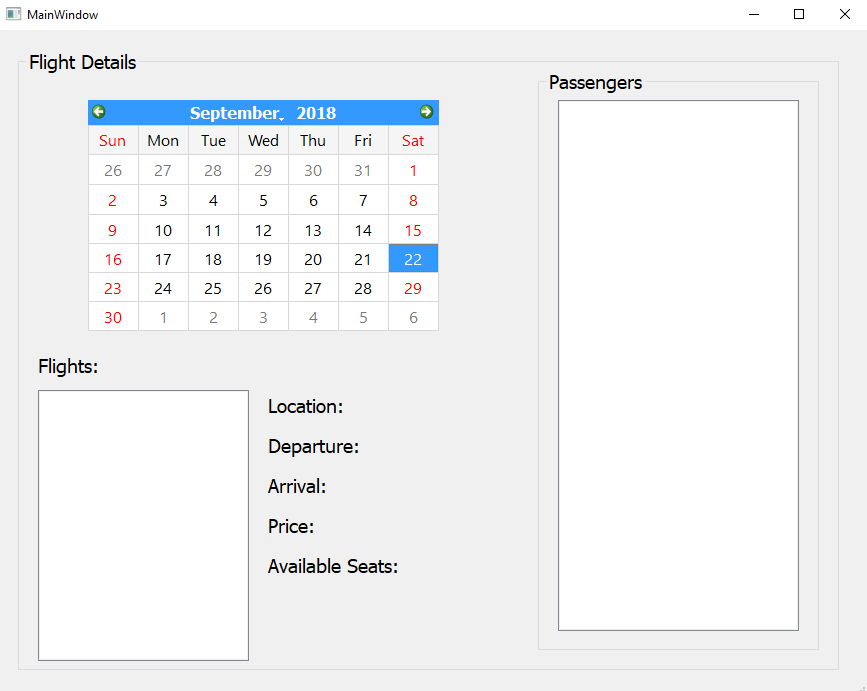 MainWindow
Flight Details
September 2018
Sun Mon Tue Wed Thu Fri Sat
26 27 28 29 30 31 1
2 3 4 5 6 7 8
9 10 11 12 13 14 15
16 17 18 19 20 21 22
23 24 25 26 27 28 29
30 1 2 3 4 5 6
Flights:
Location:
Departure:
Arrival:
Price:
Available Seats:
Passengers